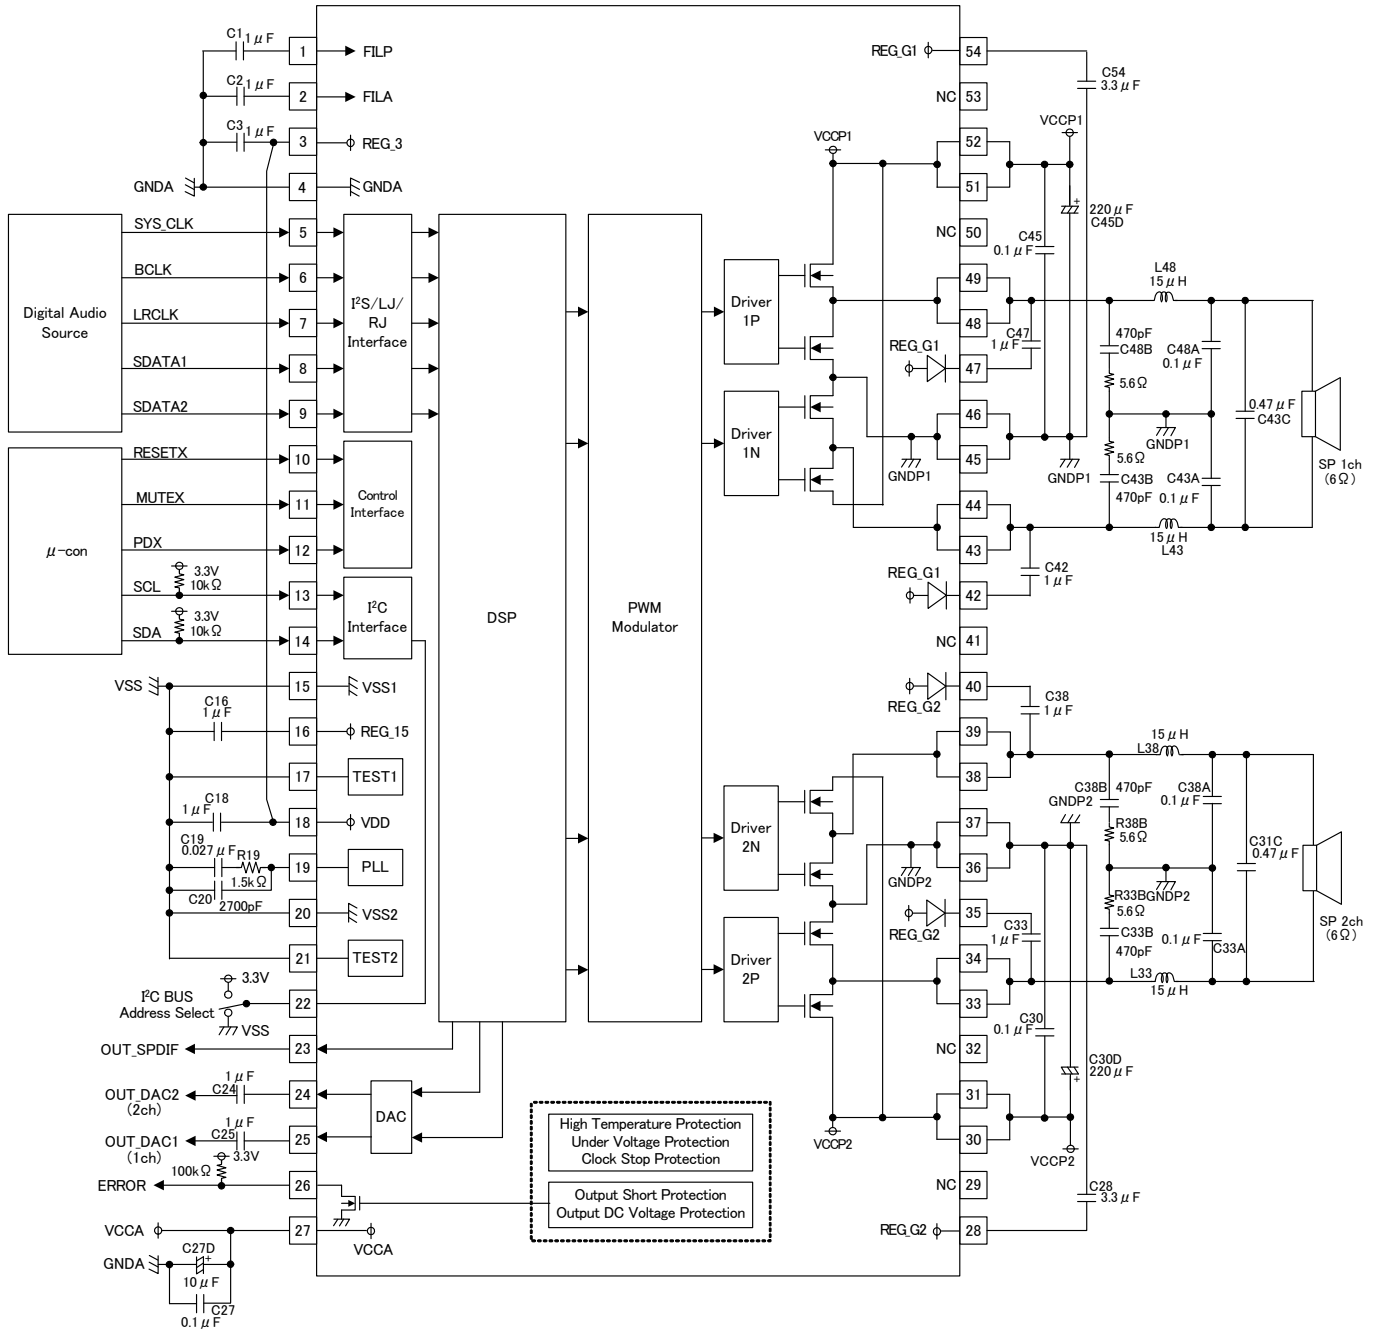 C1
1μF
1
FILP
C2
1μF
2
FILA
C3
1μF
3
REG_3
GNDA
4
GNDA
Digital Audio
Source
SYS_CLK
5
BCLK
6
LRCLK
7
SDATA1
8
SDATA2
9
I²S/LJ/
RJ
Interface
μ-con
RESETX
10
MUTEX
11
PDX
12
Control
Interface
3.3V
10kΩ
SCL
13
3.3V
10kΩ
SDA
14
I²C
Interface
VSS
15
VSS1
C16
1μF
16
REG_15
17
TEST1
C18
1μF
18
VDD
C19
0.027μF
R19
1.5kΩ
19
PLL
C20
2700pF
20
VSS2
21
TEST2
3.3V
I²C BUS
Address Select
VSS
22
OUT_SPDIF
23
1μF
C24
OUT_DAC2
(2ch)
24
1μF
C25
OUT_DAC1
(1ch)
25
DAC
3.3V
100kΩ
ERROR
26
VCCA
27
VCCA
GNDA
C27D
+
10μF
C27
0.1μF
DSP
PWM
Modulator
High Temperature Protection
Under Voltage Protection
Clock Stop Protection
Output Short Protection
Output DC Voltage Protection
Driver
1P
Driver
1N
Driver
2N
Driver
2P
REG_G1
54
C54
3.3μF
NC
53
VCCP1
VCCP1
52
51
+
220μF
C45D
NC
50
C45
0.1μF
49
48
L48
15μH
C47
1μF
REG_G1
47
470pF
C48B
5.6Ω
C48A
0.1μF
46
45
GNDP1
GNDP1
GNDP1
5.6Ω
C43B
470pF
C43A
0.1μF
0.47μF
C43C
SP 1ch
(6Ω)
44
43
15μH
L43
C42
1μF
REG_G1
42
NC
41
REG_G2
40
C38
1μF
39
38
15μH
L38
C38B
470pF
GNDP2
C38A
0.1μF
R38B
5.6Ω
37
36
GNDP2
GNDP2
R33B
5.6Ω
C33B
470pF
0.1μF
C33A
C31C
0.47μF
SP 2ch
(6Ω)
REG_G2
35
C33
1μF
34
33
L33
15μH
C30
0.1μF
NC
32
C30D
220μF
+
31
30
VCCP2
VCCP2
NC
29
C28
3.3μF
REG_G2
28